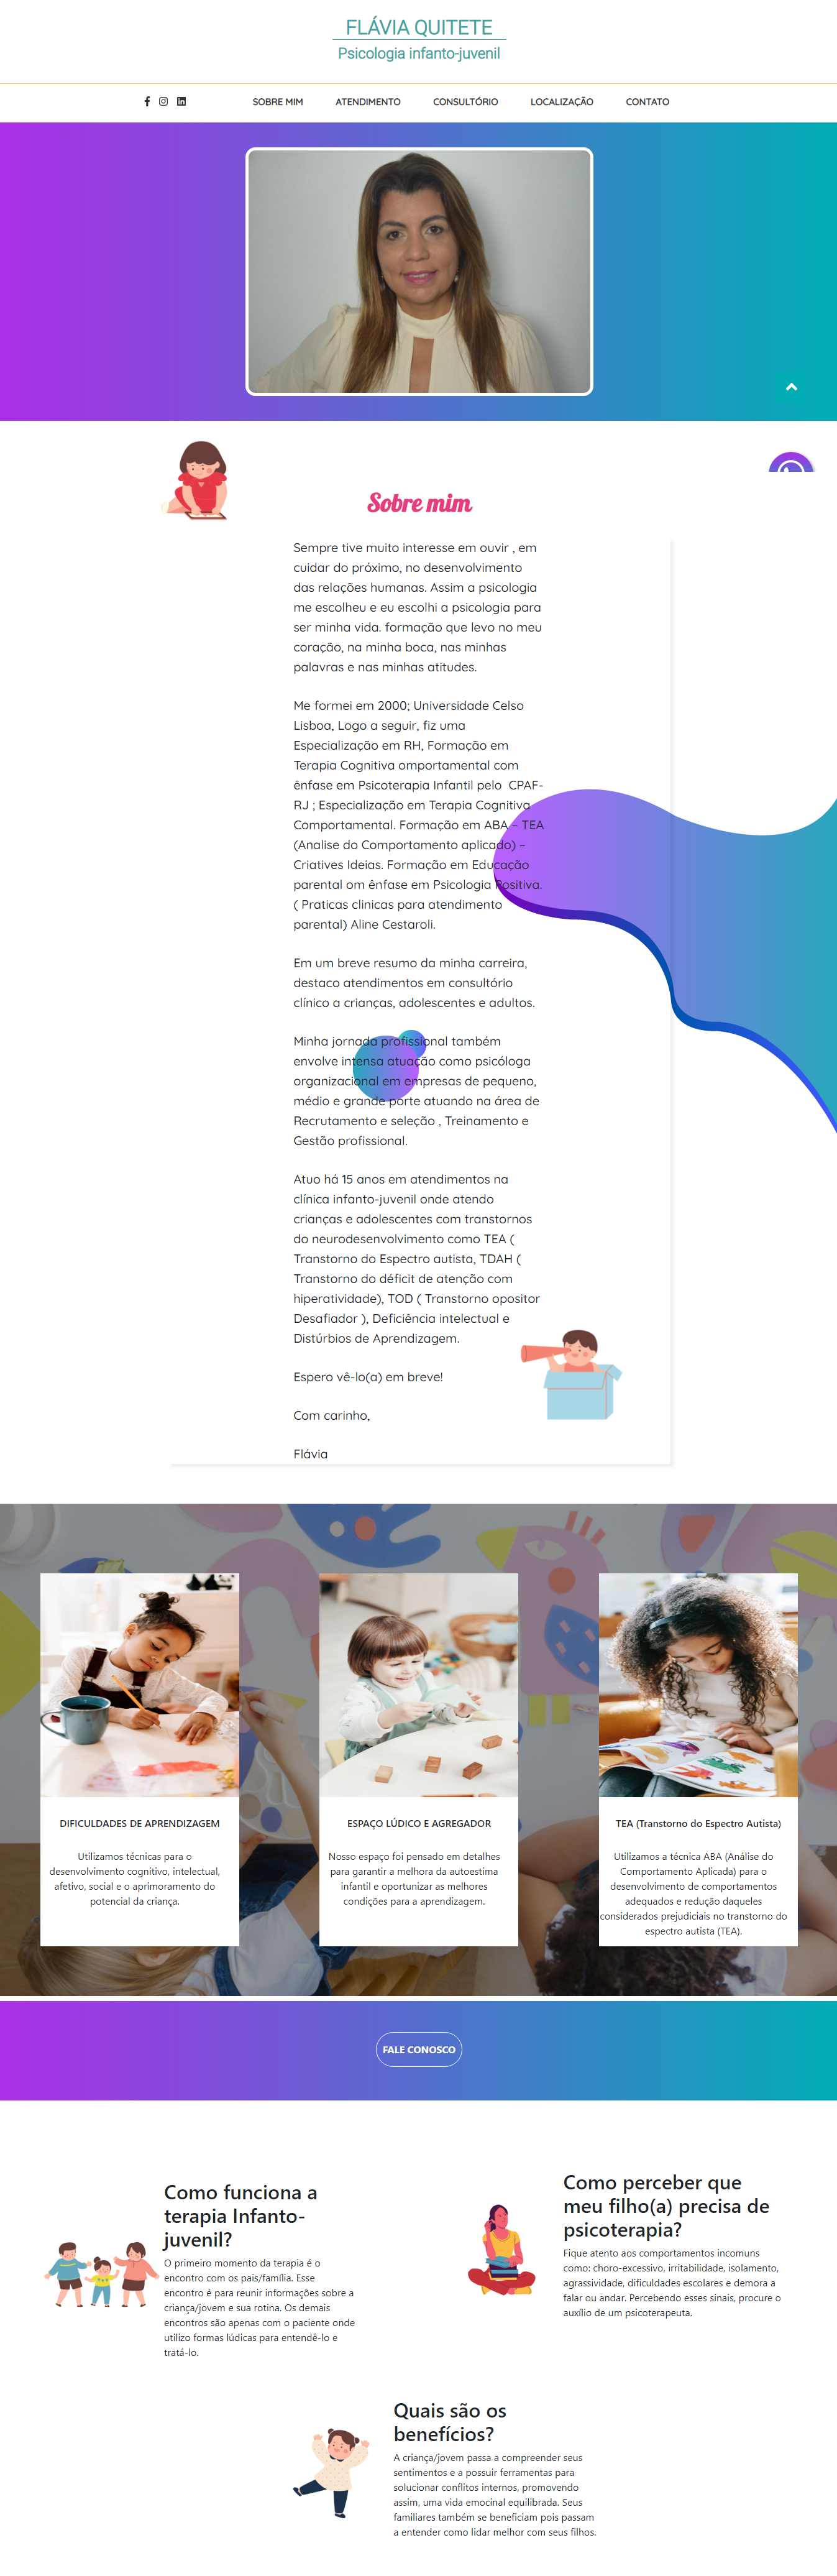 FLÁVIA QUITETE
Psicologia infanto-juvenil
SOBRE MIM ATENDIMENTO CONSULTÓRIO LOCALIZAÇÃO CONTATO
Sobre mim
Sempre tive muito interesse em ouvir , em
cuidar do próximo, no desenvolvimento
das relações humanas. Assim a psicologia
me escolheu e eu escolhi a psicologia para
ser minha vida. formação que levo no meu
coração, na minha boca, nas minhas
palavras e nas minhas atitudes.
Me formei em 2000; Universidade Celso
Lisboa, Logo a seguir, fiz uma
Especialização em RH, Formação em
Terapia Cognitiva omportamental com
ênfase em Psicoterapia Infantil pelo CPAF-
RJ ; Especialização em Terapia Cognitiva
Comportamental. Formação em ABA – TEA
(Analise do Comportamento aplicado) –
Criatives Ideias. Formação em Educação
parental om ênfase em Psicologia Positiva.
( Praticas clinicas para atendimento
parental) Aline Cestaroli.
Em um breve resumo da minha carreira,
destaco atendimentos em consultório
clínico a crianças, adolescentes e adultos.
Minha jornada profissional também
envolve intensa atuação como psicóloga
organizacional em empresas de pequeno,
médio e grande porte atuando na área de
Recrutamento e seleção , Treinamento e
Gestão profissional.
Atuo há 15 anos em atendimentos na
clínica infanto-juvenil onde atendo
crianças e adolescentes com transtornos
do neurodesenvolvimento como TEA (
Transtorno do Espectro autista, TDAH (
Transtorno do déficit de atenção com
hiperatividade), TOD ( Transtorno opositor
Desafiador ), Deficiência intelectual e
Distúrbios de Aprendizagem.
Espero vê-lo(a) em breve!
Com carinho,
Flávia
DIFICULDADES DE APRENDIZAGEM
Utilizamos técnicas para o
desenvolvimento cognitivo, intelectual,
afetivo, social e o aprimoramento do
potencial da criança.
ESPAÇO LÚDICO E AGREGADOR
Nosso espaço foi pensado em detalhes
para garantir a melhora da autoestima
infantil e oportunizar as melhores
condições para a aprendizagem.
TEA (Transtorno do Espectro Autista)
Utilizamos a técnica ABA (Análise do
Comportamento Aplicada) para o
desenvolvimento de comportamentos
adequados e redução daqueles
considerados prejudiciais no transtorno do
espectro autista (TEA).
FALE CONOSCO
Como funciona a
terapia Infanto-
juvenil?
O primeiro momento da terapia é o
encontro com os pais/família. Esse
encontro é para reunir informações sobre a
criança/jovem e sua rotina. Os demais
encontros são apenas com o paciente onde
utilizo formas lúdicas para entendê-lo e
tratá-lo.
Como perceber que
meu filho(a) precisa de
psicoterapia?
Fique atento aos comportamentos incomuns
como: choro-excessivo, irritabilidade, isolamento,
agrassividade, dificuldades escolares e demora a
falar ou andar. Percebendo esses sinais, procure o
auxílio de um psicoterapeuta.
Quais são os
benefícios?
A criança/jovem passa a compreender seus
sentimentos e a possuir ferramentas para
solucionar conflitos internos, promovendo
assim, uma vida emocinal equilibrada. Seus
familiares também se beneficiam pois passam
a entender como lidar melhor com seus filhos.